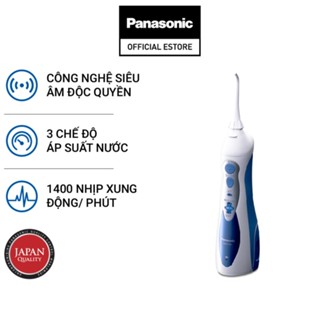 Panasonic
OFFICIAL ESTORE
CÔNG NGHỆ SIÊU
ÂM ĐỘC QUYỀN
3 CHẾ ĐỘ
ÁP SUẤT NƯỚC
1400 NHỊP XUNG
ĐỘNG/ PHÚT
JAPAN
QUALITY
Panasonic